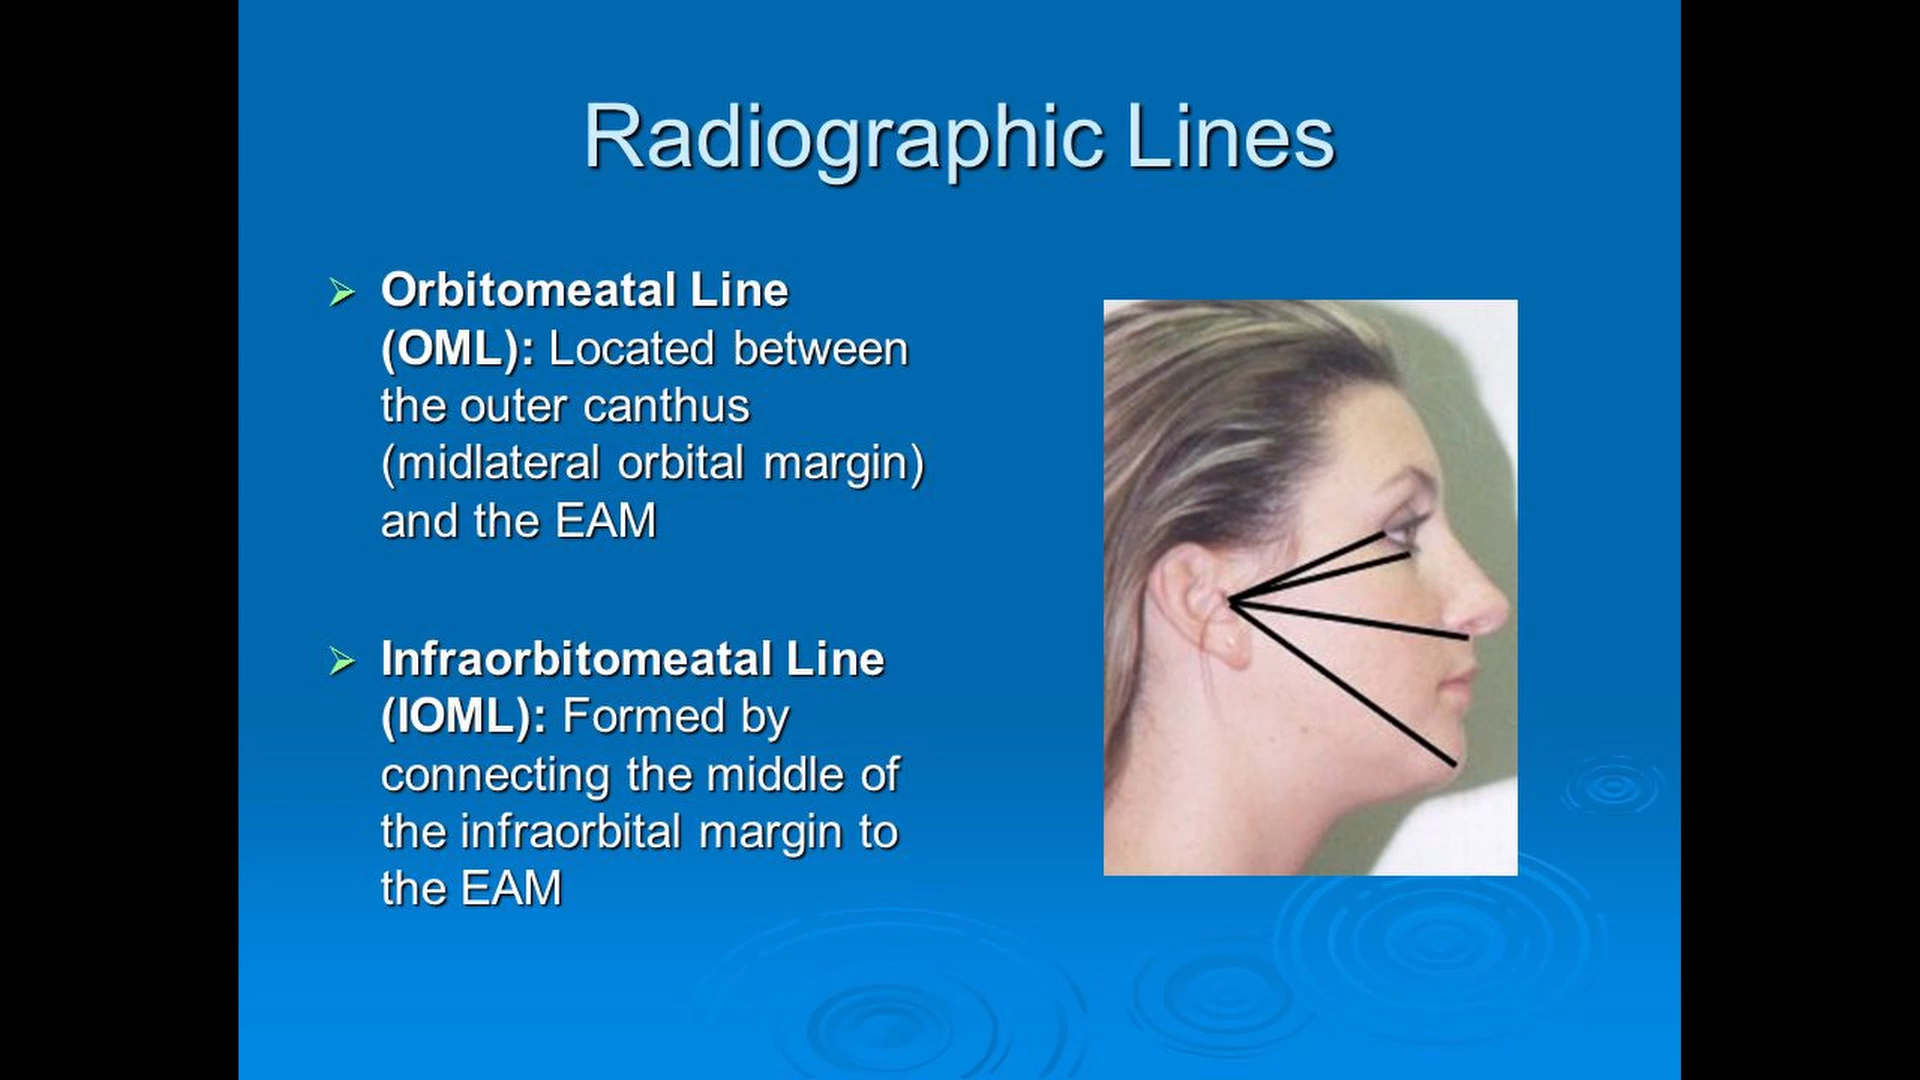 Radiographic Lines
Orbitomeatal Line
(OML): Located between
the outer canthus
(midlateral orbital margin)
and the EAM
Infraorbitomeatal Line
(IOML): Formed by
connecting the middle of
the infraorbital margin to
the EAM